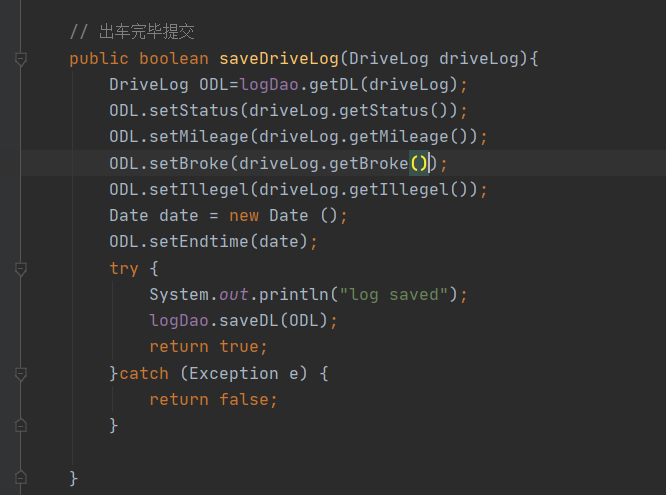 // 出车完毕提交
public boolean saveDriveLog(DriveLog driveLog){
DriveLog ODL=logDao.getDL(driveLog);
ODL.setStatus(driveLog.getStatus());
ODL.setMileage(driveLog.getMileage());
ODL.setBroke(driveLog.getBroke());
ODL.setIllegel(driveLog.getIllegel());
Date date = new Date ();
ODL.setEndtime(date);
try {
System.out.println("log saved");
logDao.saveDL(ODL);
return true;
}catch (Exception e) {
return false;
}
}